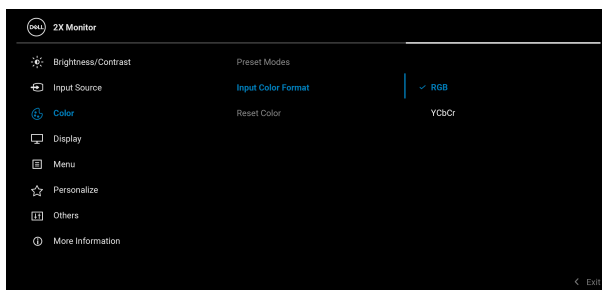 DELL 2X Monitor
Brightness/Contrast Preset Modes
Input Source Input Color Format ✓ RGB
Color Reset Color YCbCr
Display
Menu
Personalize
Others
More Information
< Exit